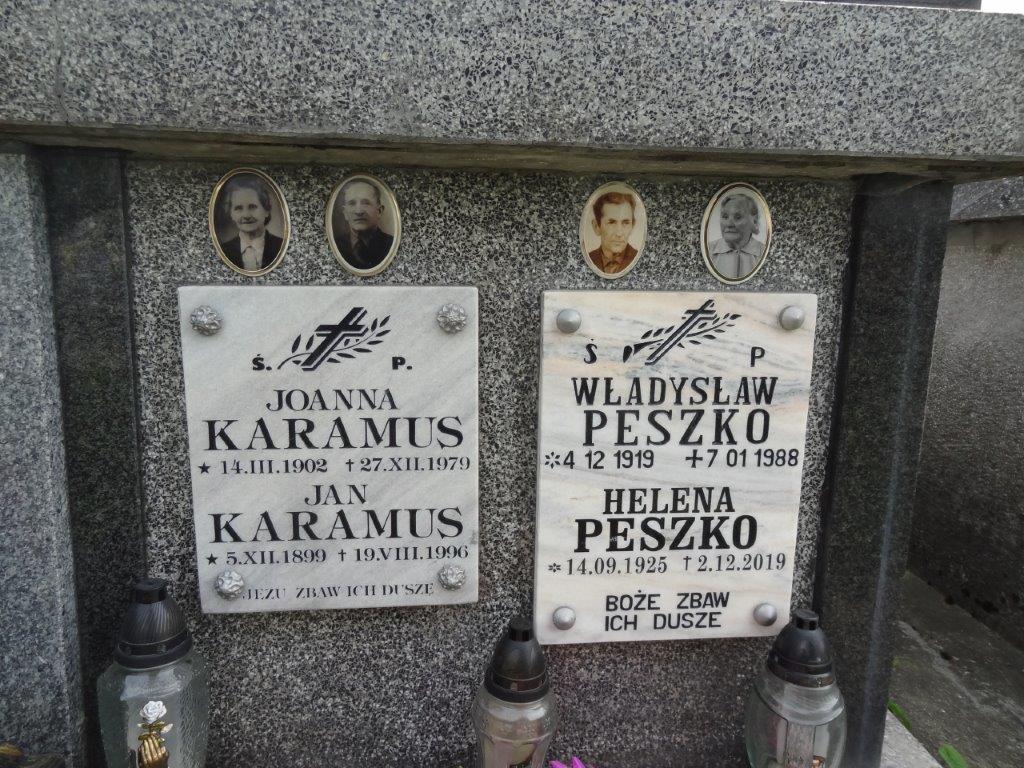 Ś. P.
JOANNA
KARAMUS
★ 14.III.1902 †27.XII.1979
JAN
KARAMUS
★ 5.XII.1899 † 19.VIII.1996
JEZU ZBAW ICH DUSZE
Ś P
WŁADYSŁAW
PESZKO
✲4 12 1919 +7 01 1988
HELENA
PESZKO
✲14.09.1925 †2.12.2019
BOŻE ZBAW
ICH DUSZE